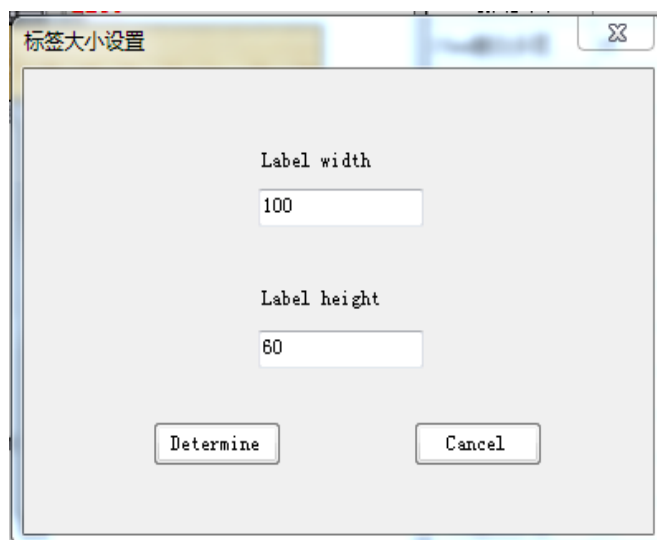 标签大小设置
Label width
100
Label height
60
Determine
Cancel